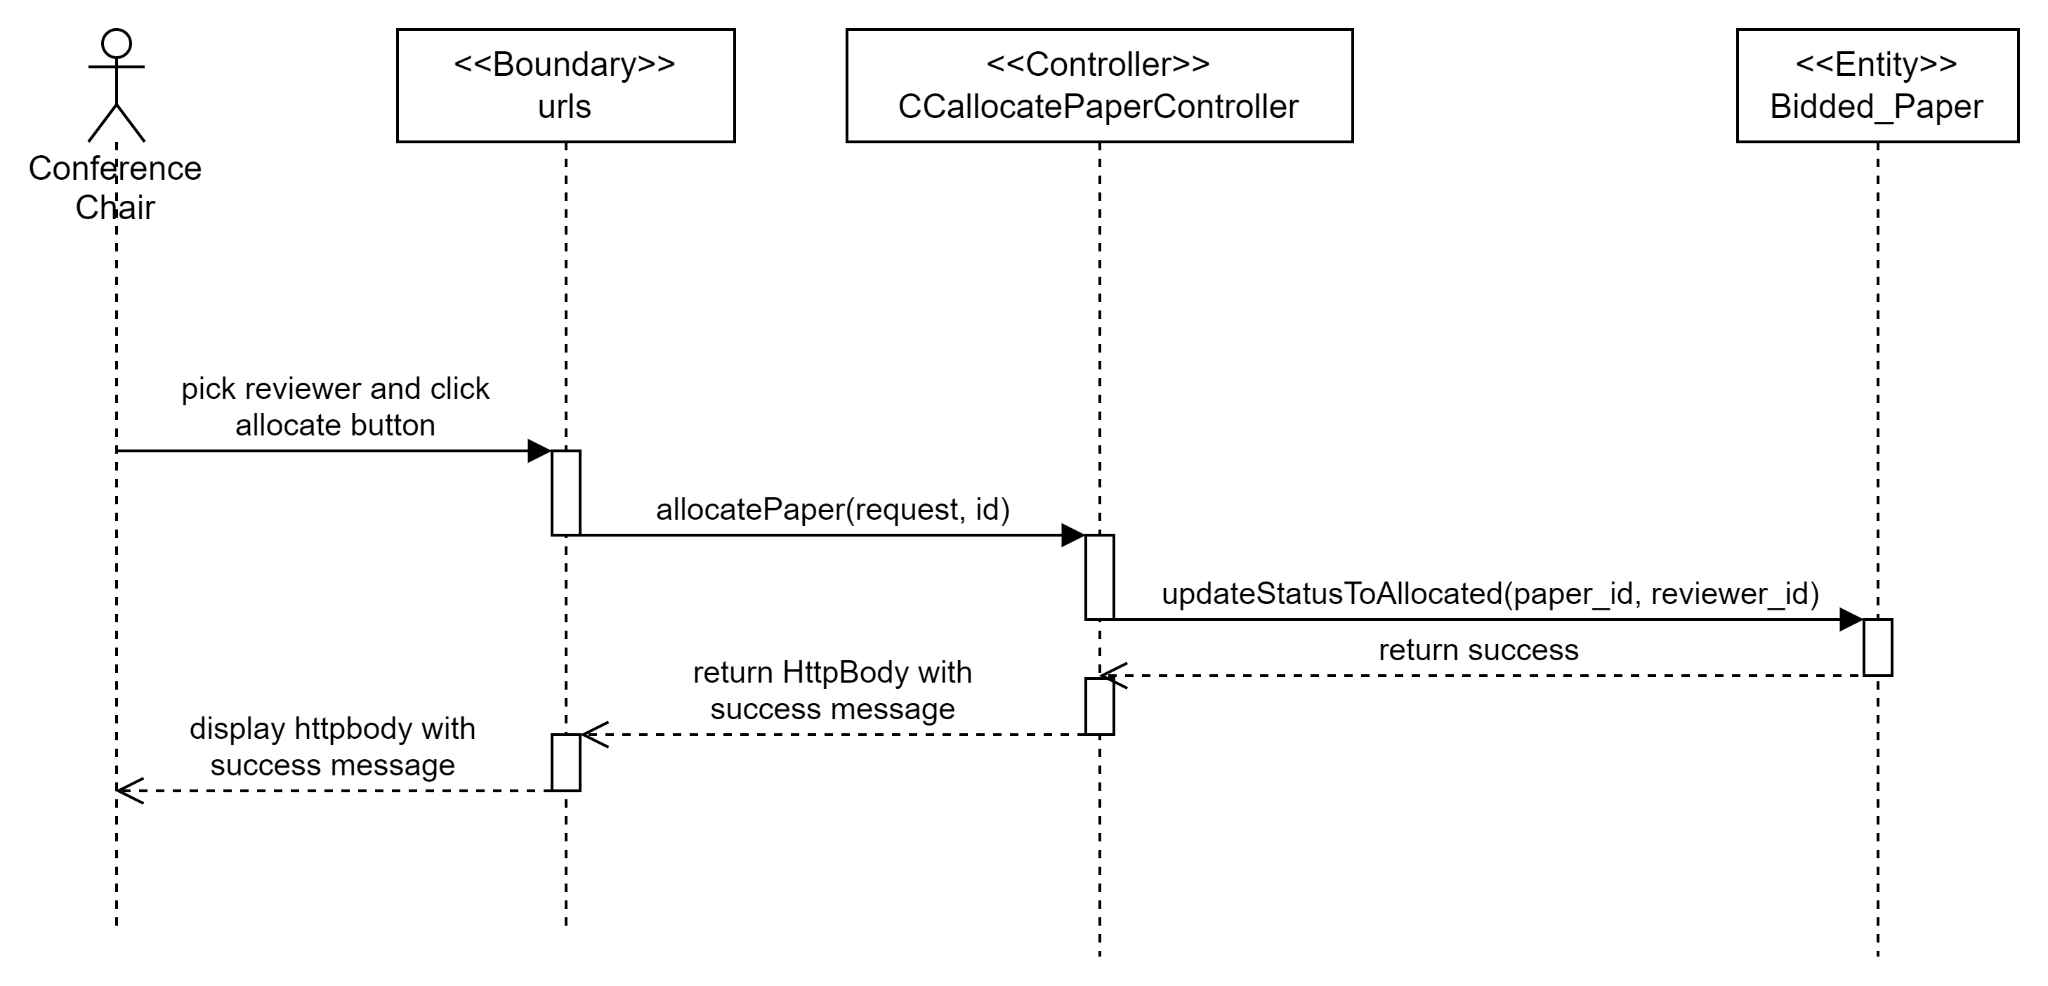 <<Boundary>>
urls
<<Controller>>
CCallocatePaperController
<<Entity>>
Bidded_Paper
Conference
Chair
pick reviewer and click
allocate button
allocatePaper(request, id)
updateStatusToAllocated(paper_id, reviewer_id)
return success
return HttpBody with
success message
display httpbody with
success message